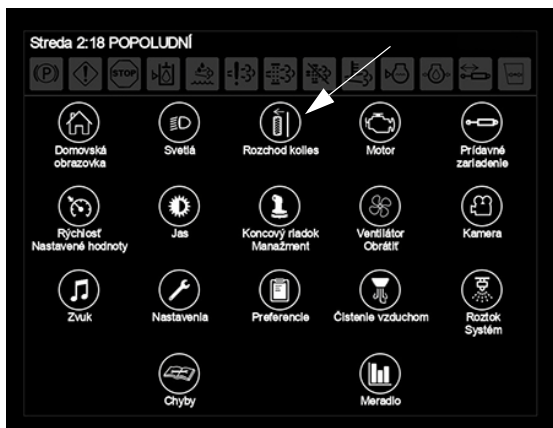 Streda 2:18 POPOLUDNÍ
(P) STOP
Domovská Svetlá Rozchod kolies Motor Prídavné
obrazovka zariadenie
Rýchlosť Jas Koncový riadok Ventilátor Kamera
Nastavené hodnoty Manažment Obrátiť
Zvuk Nastavenia Preferencie Čistenie vzduchom Roztok
Systém
Chyby Meradlo